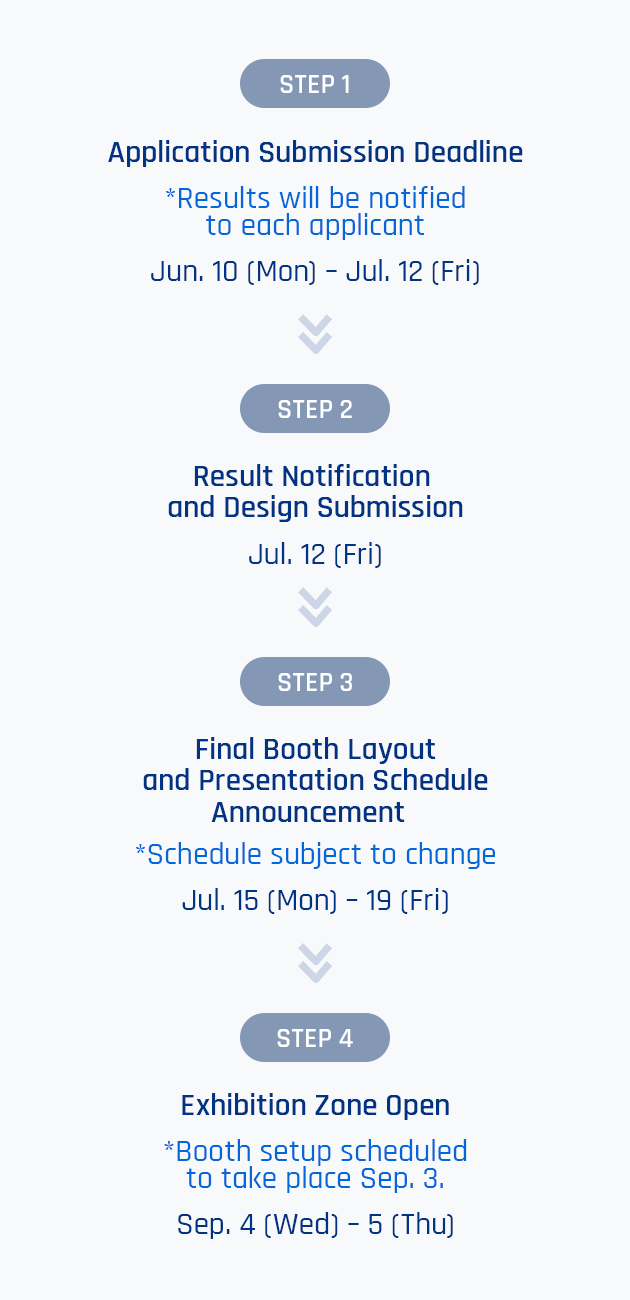 STEP 1
Application Submission Deadline
*Results will be notified
to each applicant
Jun. 10 (Mon) – Jul. 12 (Fri)
STEP 2
Result Notification
and Design Submission
Jul. 12 (Fri)
STEP 3
Final Booth Layout
and Presentation Schedule
Announcement
*Schedule subject to change
Jul. 15 (Mon) – 19 (Fri)
STEP 4
Exhibition Zone Open
*Booth setup scheduled
to take place Sep. 3.
Sep. 4 (Wed) – 5 (Thu)